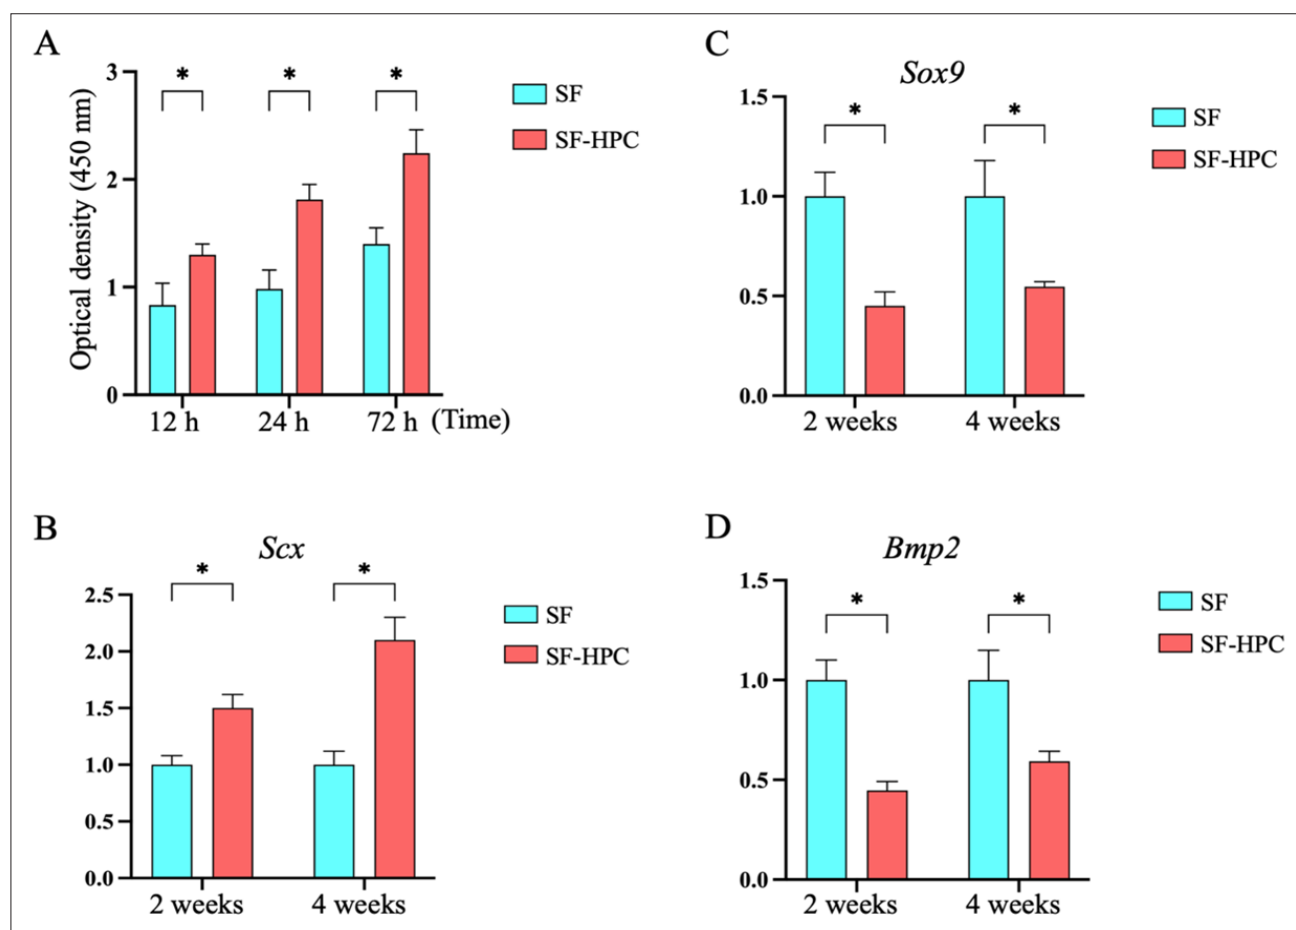 A
3
2
1
0
Optical density (450 nm)
* * *
SF
SF-HPC
12 h 24 h 72 h (Time)
B
Scx
* *
2.5
2.0
1.5
1.0
0.5
0.0
SF
SF-HPC
2 weeks 4 weeks
C
Sox9
* *
1.5
1.0
0.5
0.0
SF
SF-HPC
2 weeks 4 weeks
D
Bmp2
* *
1.5
1.0
0.5
0.0
SF
SF-HPC
2 weeks 4 weeks